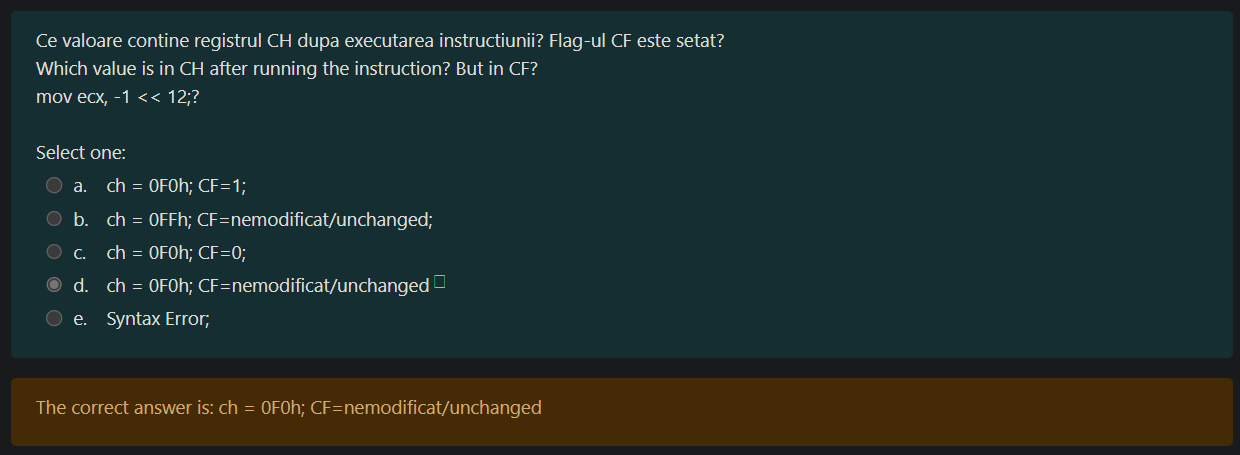 Ce valoare contine registrul CH dupa executarea instructiunii? Flag-ul CF este setat?
Which value is in CH after running the instruction? But in CF?
mov ecx, -1 << 12;?
Select one:
a. ch = 0F0h; CF=1;
b. ch = 0FFh; CF=nemodificat/unchanged;
c. ch = 0F0h; CF=0;
d. ch = 0F0h; CF=nemodificat/unchanged
e. Syntax Error;
The correct answer is: ch = 0F0h; CF=nemodificat/unchanged